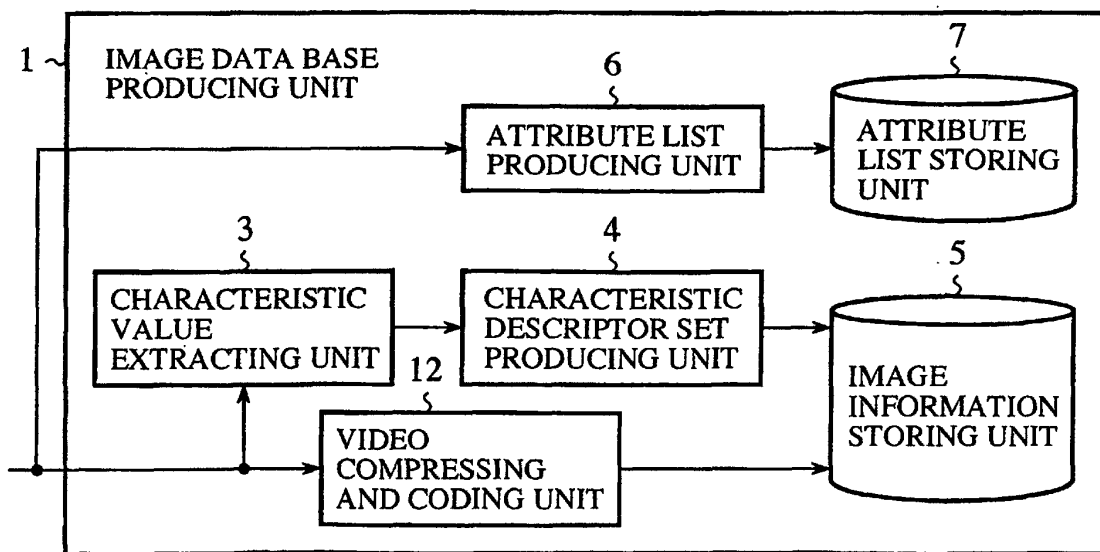 1
IMAGE DATA BASE
PRODUCING UNIT
6
ATTRIBUTE LIST
PRODUCING UNIT
7
ATTRIBUTE
LIST STORING
UNIT
3
CHARACTERISTIC
VALUE
EXTRACTING UNIT
4
CHARACTERISTIC
DESCRIPTOR SET
PRODUCING UNIT
5
IMAGE
INFORMATION
STORING UNIT
12
VIDEO
COMPRESSING
AND CODING UNIT